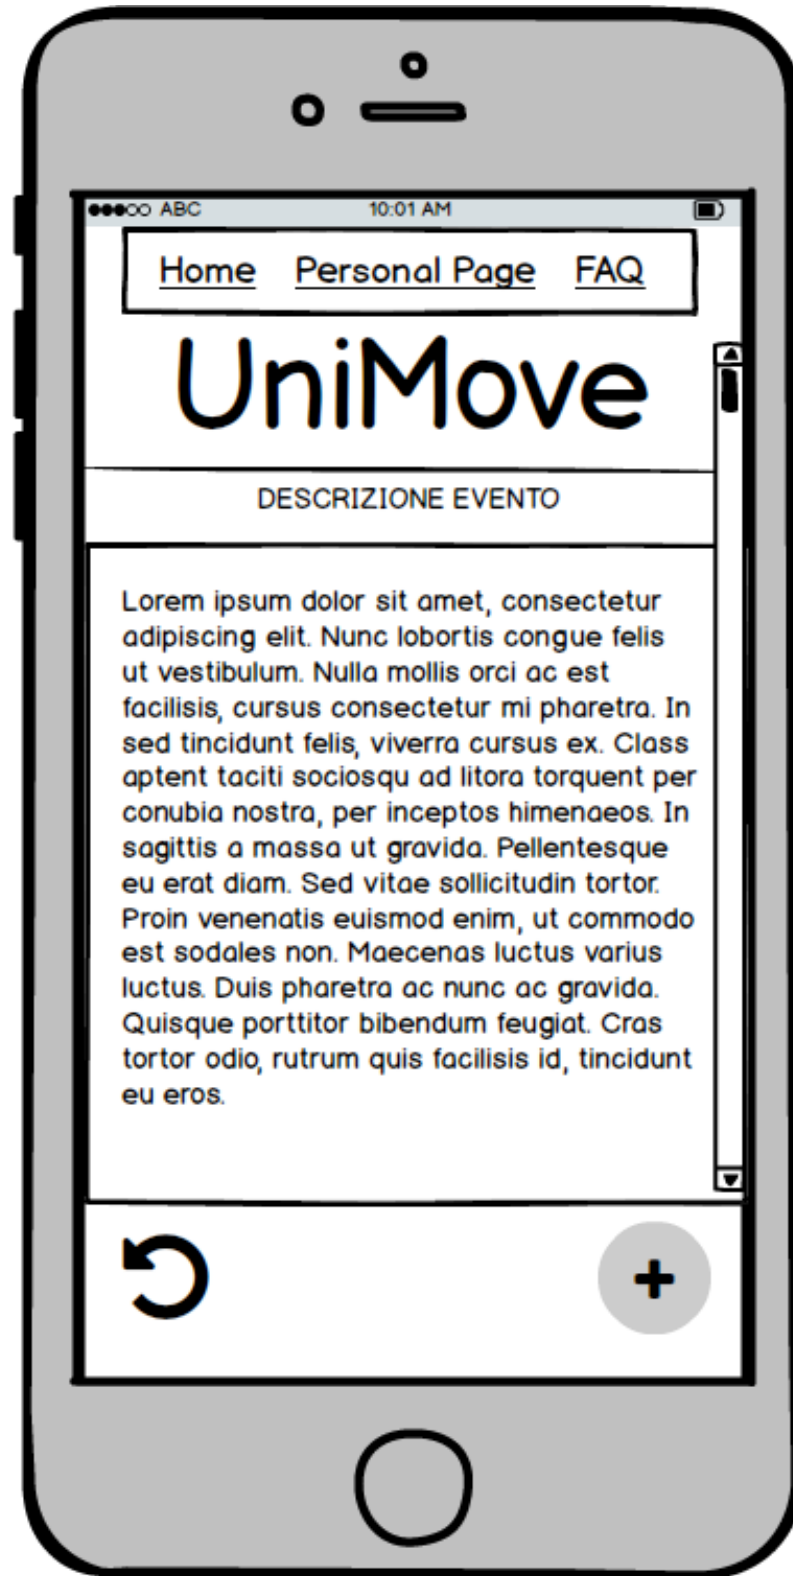 ABC 10:01 AM
Home Personal Page FAQ
UniMove
DESCRIZIONE EVENTO
Lorem ipsum dolor sit amet, consectetur
adipiscing elit. Nunc lobortis congue felis
ut vestibulum. Nulla mollis orci ac est
facilisis, cursus consectetur mi pharetra. In
sed tincidunt felis, viverra cursus ex. Class
aptent taciti sociosqu ad litora torquent per
conubia nostra, per inceptos himenaeos. In
sagittis a massa ut gravida. Pellentesque
eu erat diam. Sed vitae sollicitudin tortor.
Proin venenatis euismod enim, ut commodo
est sodales non. Maecenas luctus varius
luctus. Duis pharetra ac nunc ac gravida.
Quisque porttitor bibendum feugiat. Cras
tortor odio, rutrum quis facilisis id, tincidunt
eu eros.